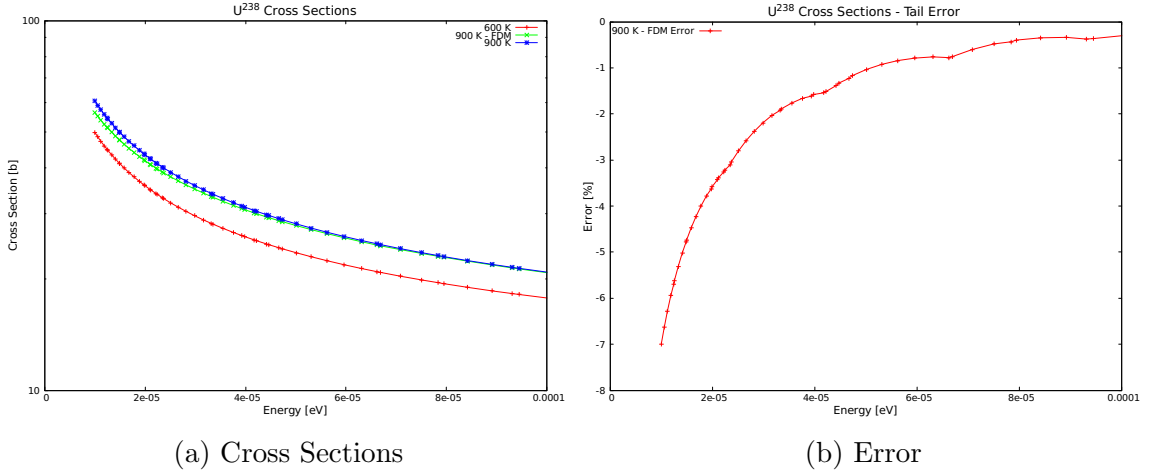 U238 Cross Sections
100
600 K
900 K - FDM
900 K
Cross Section [b]
10
0
2e-05
4e-05
6e-05
8e-05
0.0001
Energy [eV]
(a) Cross Sections
U238 Cross Sections - Tail Error
0
900 K - FDM Error
-1
-2
-3
-4
-5
-6
-7
-8
Error [%]
0
2e-05
4e-05
6e-05
8e-05
0.0001
Energy [eV]
(b) Error